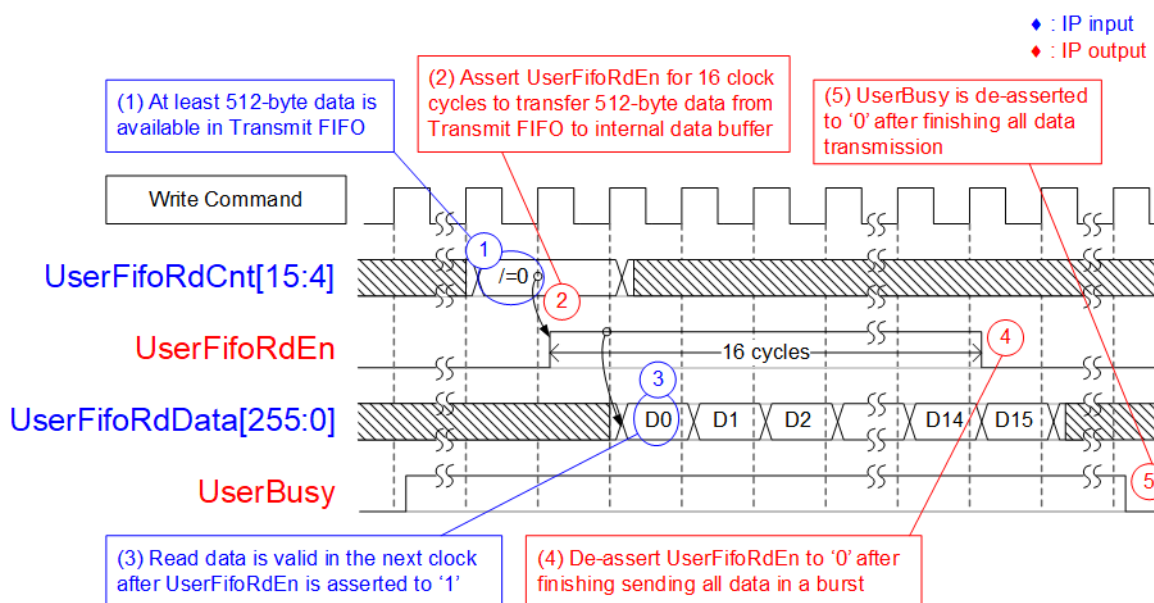 ♦ : IP input
♦ : IP output
(1) At least 512-byte data is
available in Transmit FIFO
(2) Assert UserFifoRdEn for 16 clock
cycles to transfer 512-byte data from
Transmit FIFO to internal data buffer
(5) UserBusy is de-asserted
to ‘0’ after finishing all data
transmission
Write Command
UserFifoRdCnt[15:4]
1
/=0
2
UserFifoRdEn
16 cycles
4
3
UserFifoRdData[255:0]
D0
D1
D2
D14
D15
UserBusy
5
(3) Read data is valid in the next clock
after UserFifoRdEn is asserted to ‘1’
(4) De-assert UserFifoRdEn to ‘0’ after
finishing sending all data in a burst